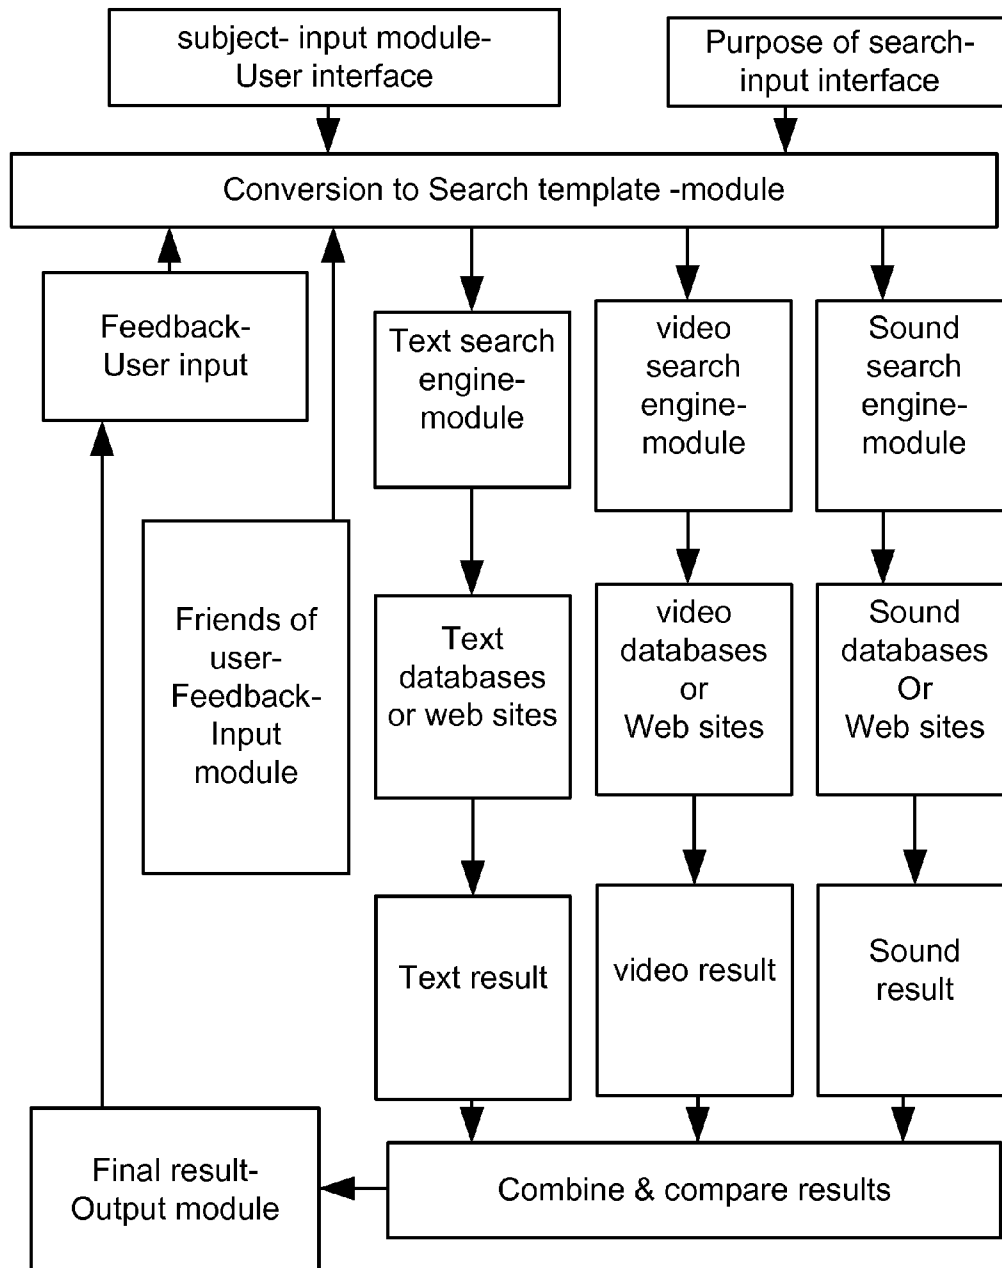 subject- input module-
User interface
Purpose of search-
input interface
Conversion to Search template -module
Feedback-
User input
Text search
engine-
module
video
search
engine-
module
Sound
search
engine-
module
Friends of
user-
Feedback-
Input
module
Text
databases
or web sites
video
databases
or
Web sites
Sound
databases
Or
Web sites
Text result
video result
Sound
result
Final result-
Output module
Combine & compare results